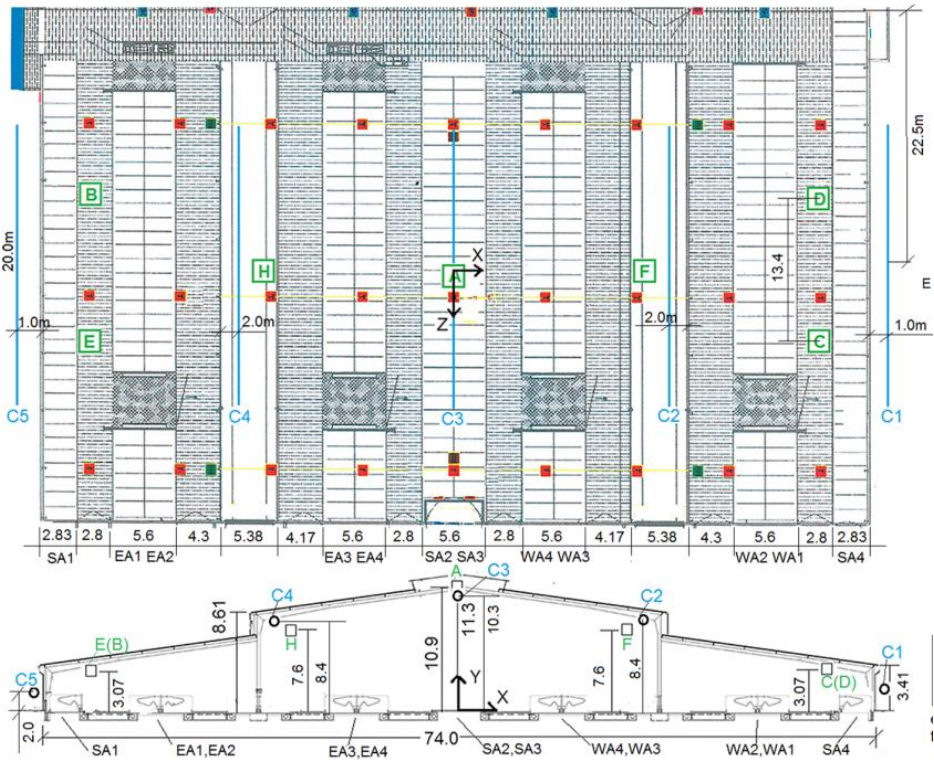 22.5m
B
D
20.0m
X
H
A
F
13.4
E
Z
1.0m
2.0m
2.0m
1.0m
E
C
C5
C4
C3
C2
C1
2.83 2.8 5.6 4.3 5.38 4.17 5.6 2.8 5.6 2.8 5.6 4.17 5.38 4.3 5.6 2.8 2.83
SA1 EA1 EA2 EA3 EA4 SA2 SA3 WA4 WA3 WA2 WA1 SA4
A
C3
C4
C2
8.61
E(B)
H
10.9
11.3
10.3
F
C1
C5
3.07
7.6
8.4
Y
X
7.6
8.4
3.07
C(D)
3.41
2.0
SA1 EA1,EA2 EA3,EA4 74.0 SA2,SA3 WA4,WA3 WA2,WA1 SA4